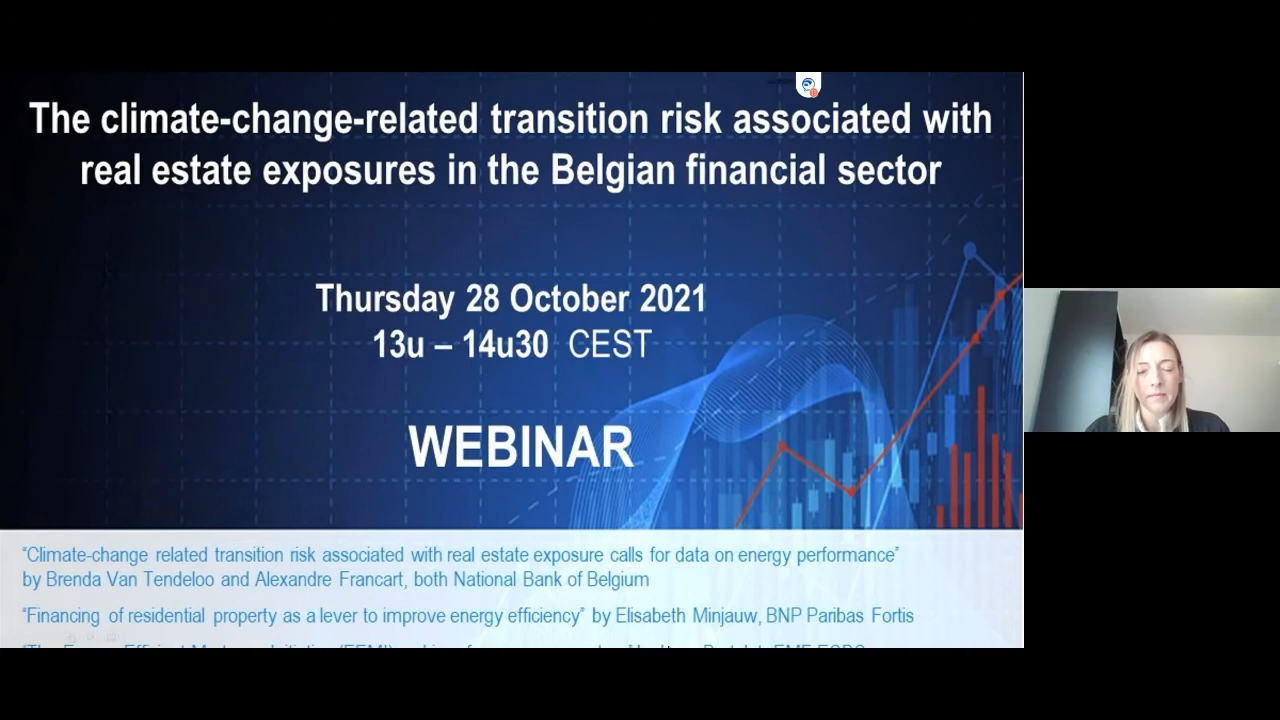 The climate-change-related transition risk associated with
real estate exposures in the Belgian financial sector
Thursday 28 October 2021
13u – 14u30 CEST
WEBINAR
“Climate-change related transition risk associated with real estate exposure calls for data on energy performance”
by Brenda Van Tendeloo and Alexandre Francart, both National Bank of Belgium
“Financing of residential property as a lever to improve energy efficiency” by Elisabeth Minjauw, BNP Paribas Fortis